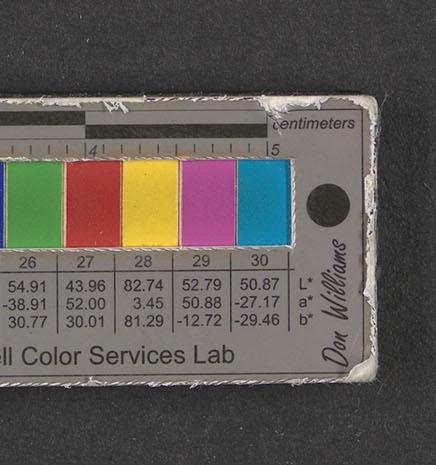 centimeters
4 5
26 27 28 29 30
54.91 43.96 82.74 52.79 50.87 L*
-38.91 52.00 3.45 50.88 -27.17 a*
30.77 30.01 81.29 -12.72 -29.46 b*
Don Williams
ll Color Services Lab